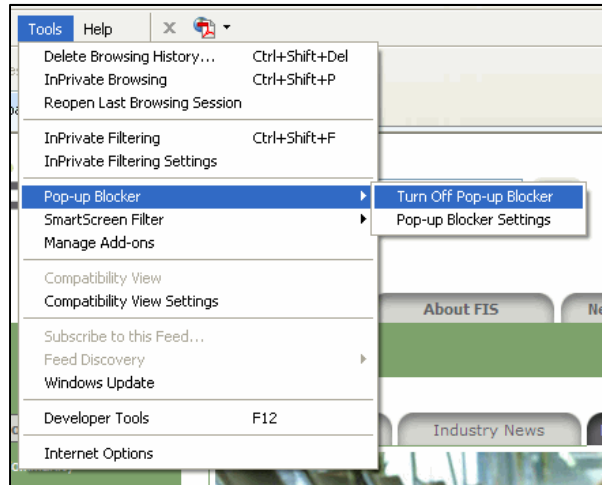 Tools Help
Delete Browsing History... Ctrl+Shift+Del
InPrivate Browsing Ctrl+Shift+P
Reopen Last Browsing Session
InPrivate Filtering Ctrl+Shift+F
InPrivate Filtering Settings
Pop-up Blocker
Turn Off Pop-up Blocker
SmartScreen Filter
Pop-up Blocker Settings
Manage Add-ons
Compatibility View
Compatibility View Settings
About FIS
Subscribe to this Feed...
Feed Discovery
Windows Update
Developer Tools F12
Industry News
Internet Options